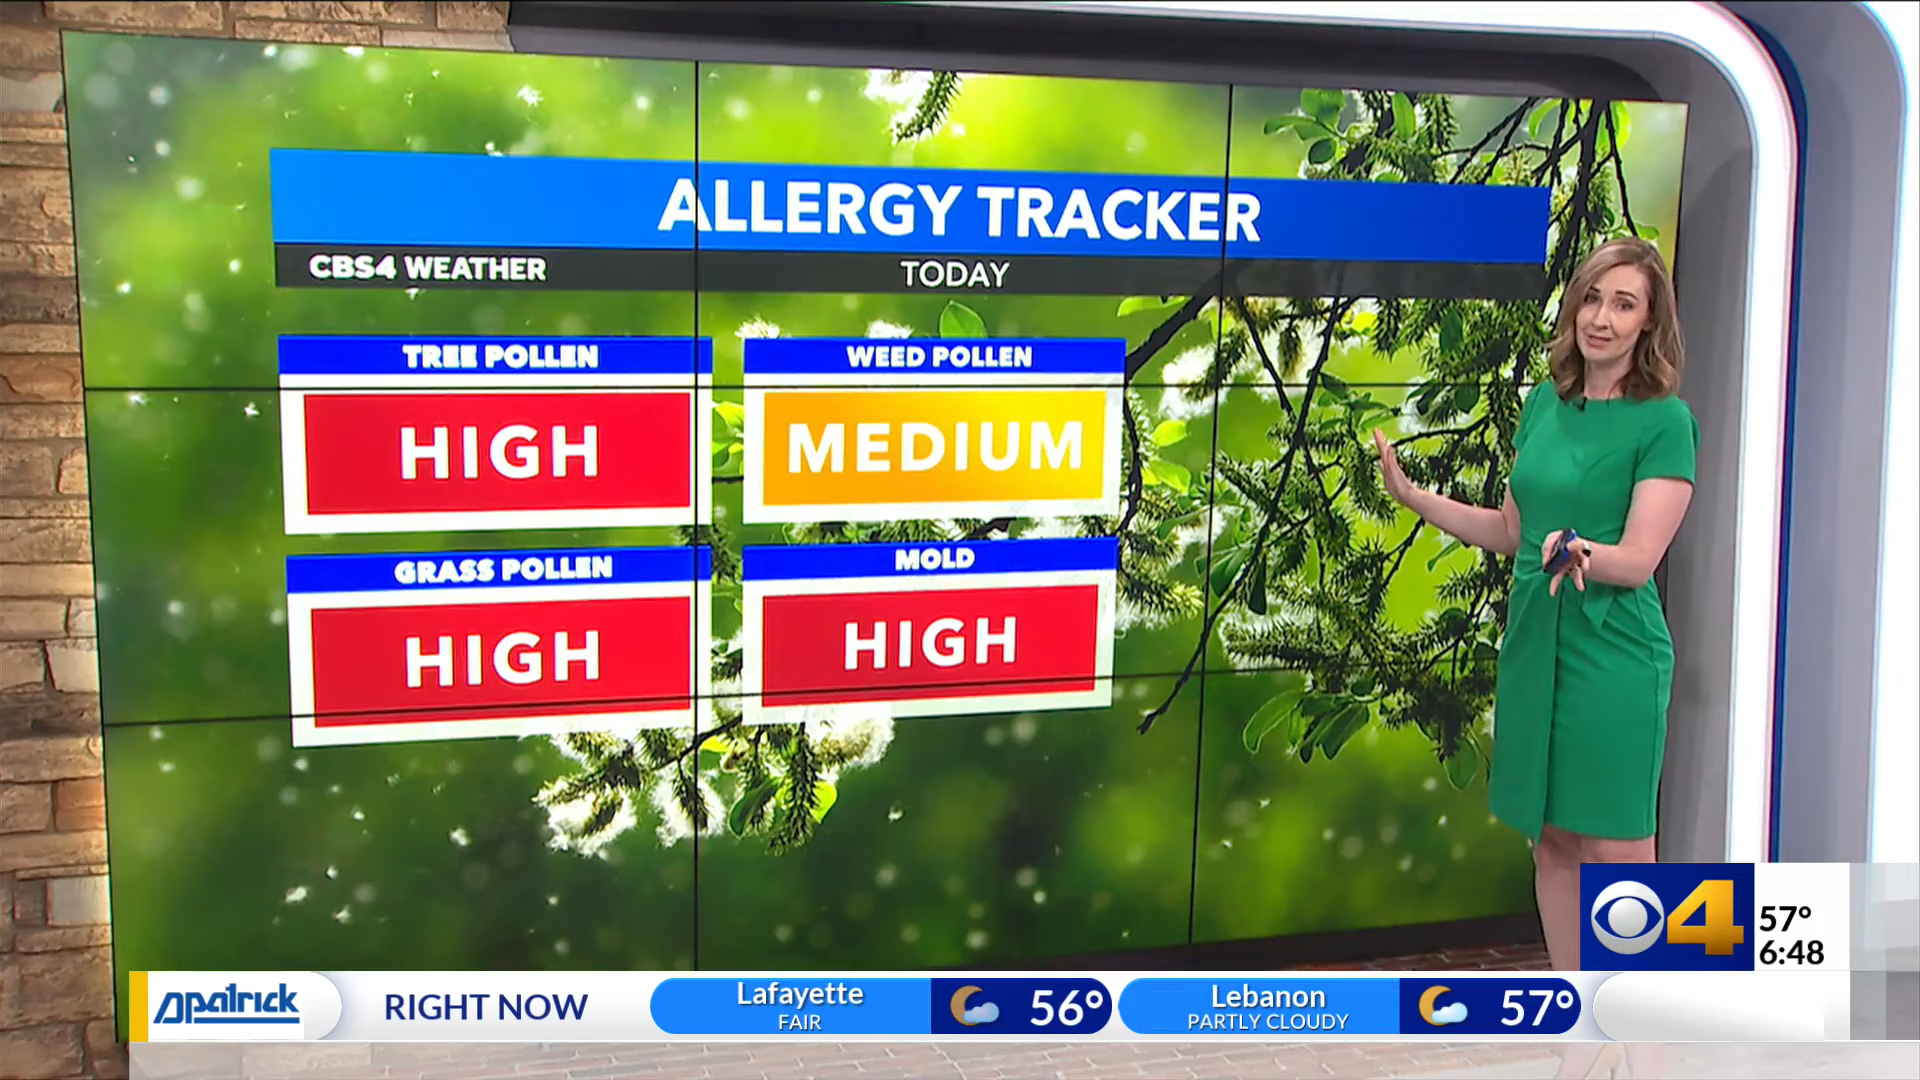 ALLERGY TRACKER
CBS4 WEATHER
TODAY
TREE POLLEN
HIGH
WEED POLLEN
MEDIUM
GRASS POLLEN
HIGH
MOLD
HIGH
4
57°
6:48
patrick
RIGHT NOW
Lafayette
FAIR
56°
Lebanon
PARTLY CLOUDY
57°